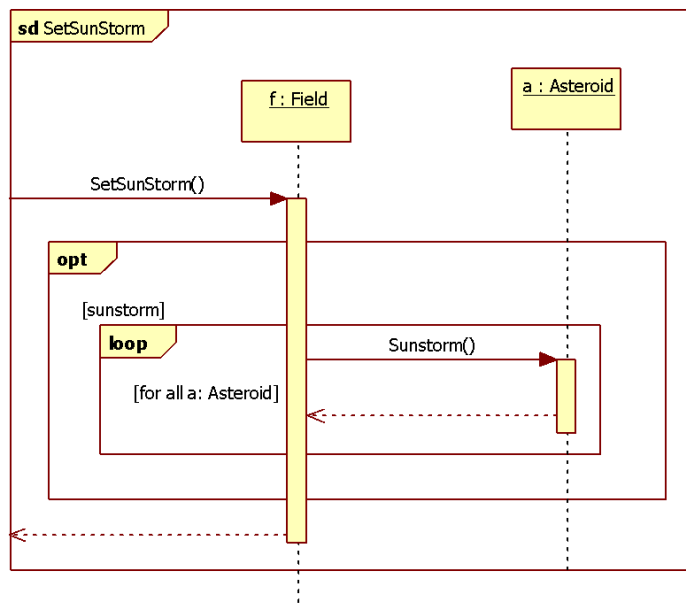 sd SetSunStorm
f : Field
a : Asteroid
SetSunStorm()
opt
[sunstorm]
loop
Sunstorm()
[for all a: Asteroid]